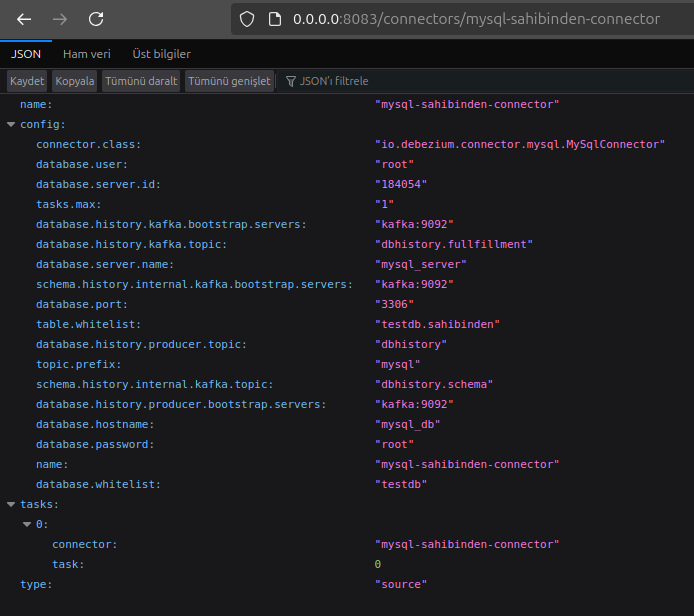 0.0.0.0:8083/connectors/mysql-sahibinden-connector
JSON Ham veri Üst bilgiler
Kaydet Kopyala Tümünü daralt Tümünü genişlet JSON'ı filtrele
name: "mysql-sahibinden-connector"
config:
connector.class: "io.debezium.connector.mysql.MySqlConnector"
database.user: "root"
database.server.id: "184054"
tasks.max: "1"
database.history.kafka.bootstrap.servers: "kafka:9092"
database.history.kafka.topic: "dbhistory.fullfillment"
database.server.name: "mysql_server"
schema.history.internal.kafka.bootstrap.servers: "kafka:9092"
database.port: "3306"
table.whitelist: "testdb.sahibinden"
database.history.producer.topic: "dbhistory"
topic.prefix: "mysql"
schema.history.internal.kafka.topic: "dbhistory.schema"
database.history.producer.bootstrap.servers: "kafka:9092"
database.hostname: "mysql_db"
database.password: "root"
name: "mysql-sahibinden-connector"
database.whitelist: "testdb"
tasks:
0:
connector: "mysql-sahibinden-connector"
task: 0
type: "source"